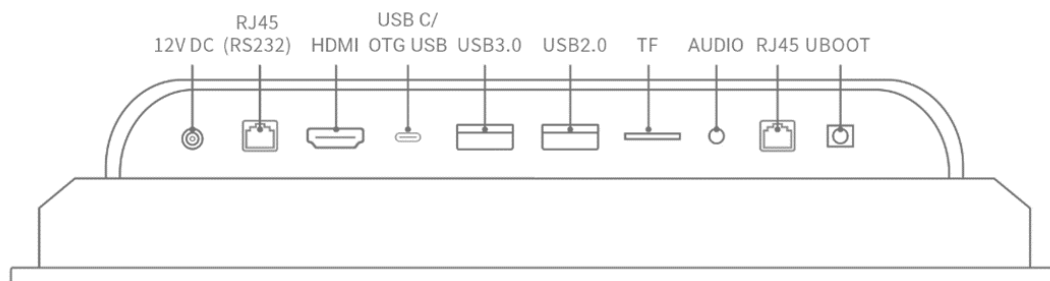 12V DC
RJ45
(RS232)
HDMI
USB C/
OTG USB
USB3.0
USB2.0
TF
AUDIO
RJ45
UBOOT